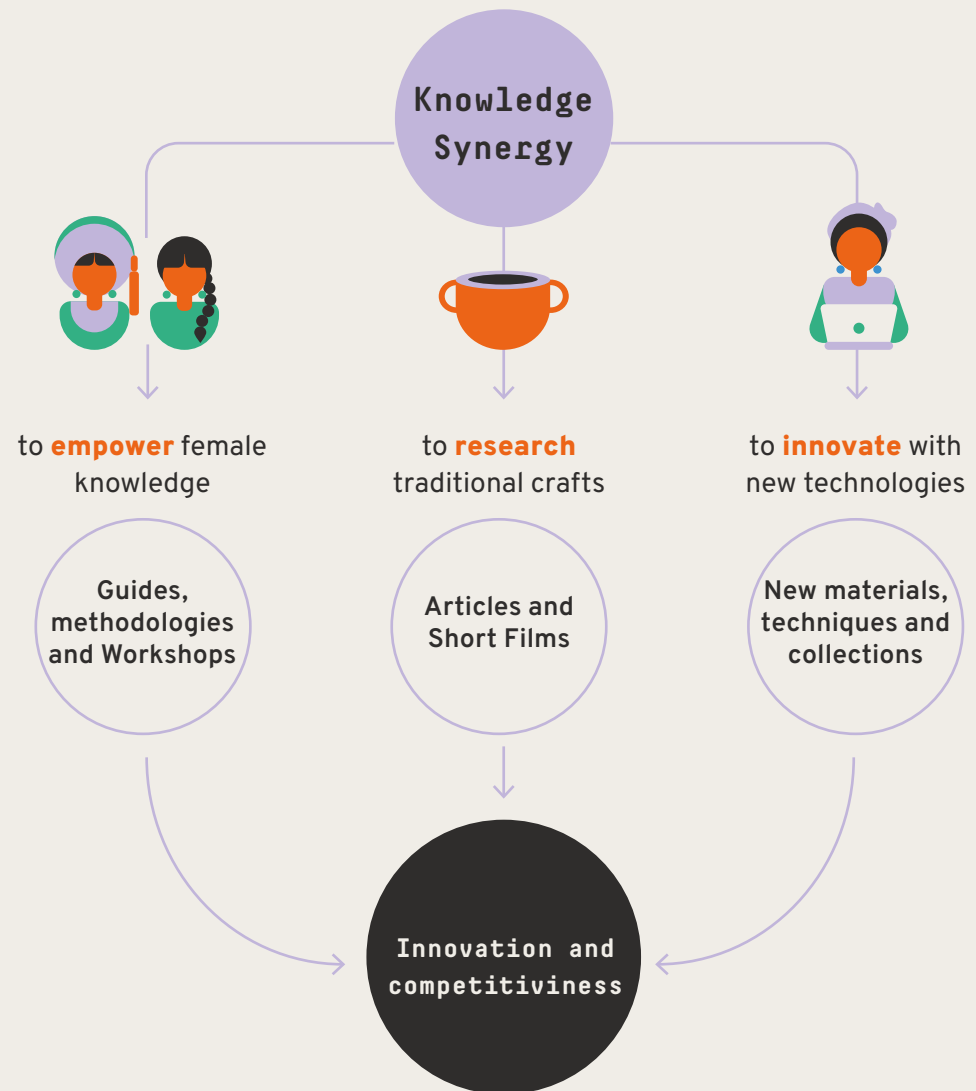 Knowledge
Synergy
to empower female
knowledge
to research
traditional crafts
to innovate with
new technologies
Guides,
methodologies
and Workshops
Articles and
Short Films
New materials,
techniques and
collections
Innovation and
competitiviness